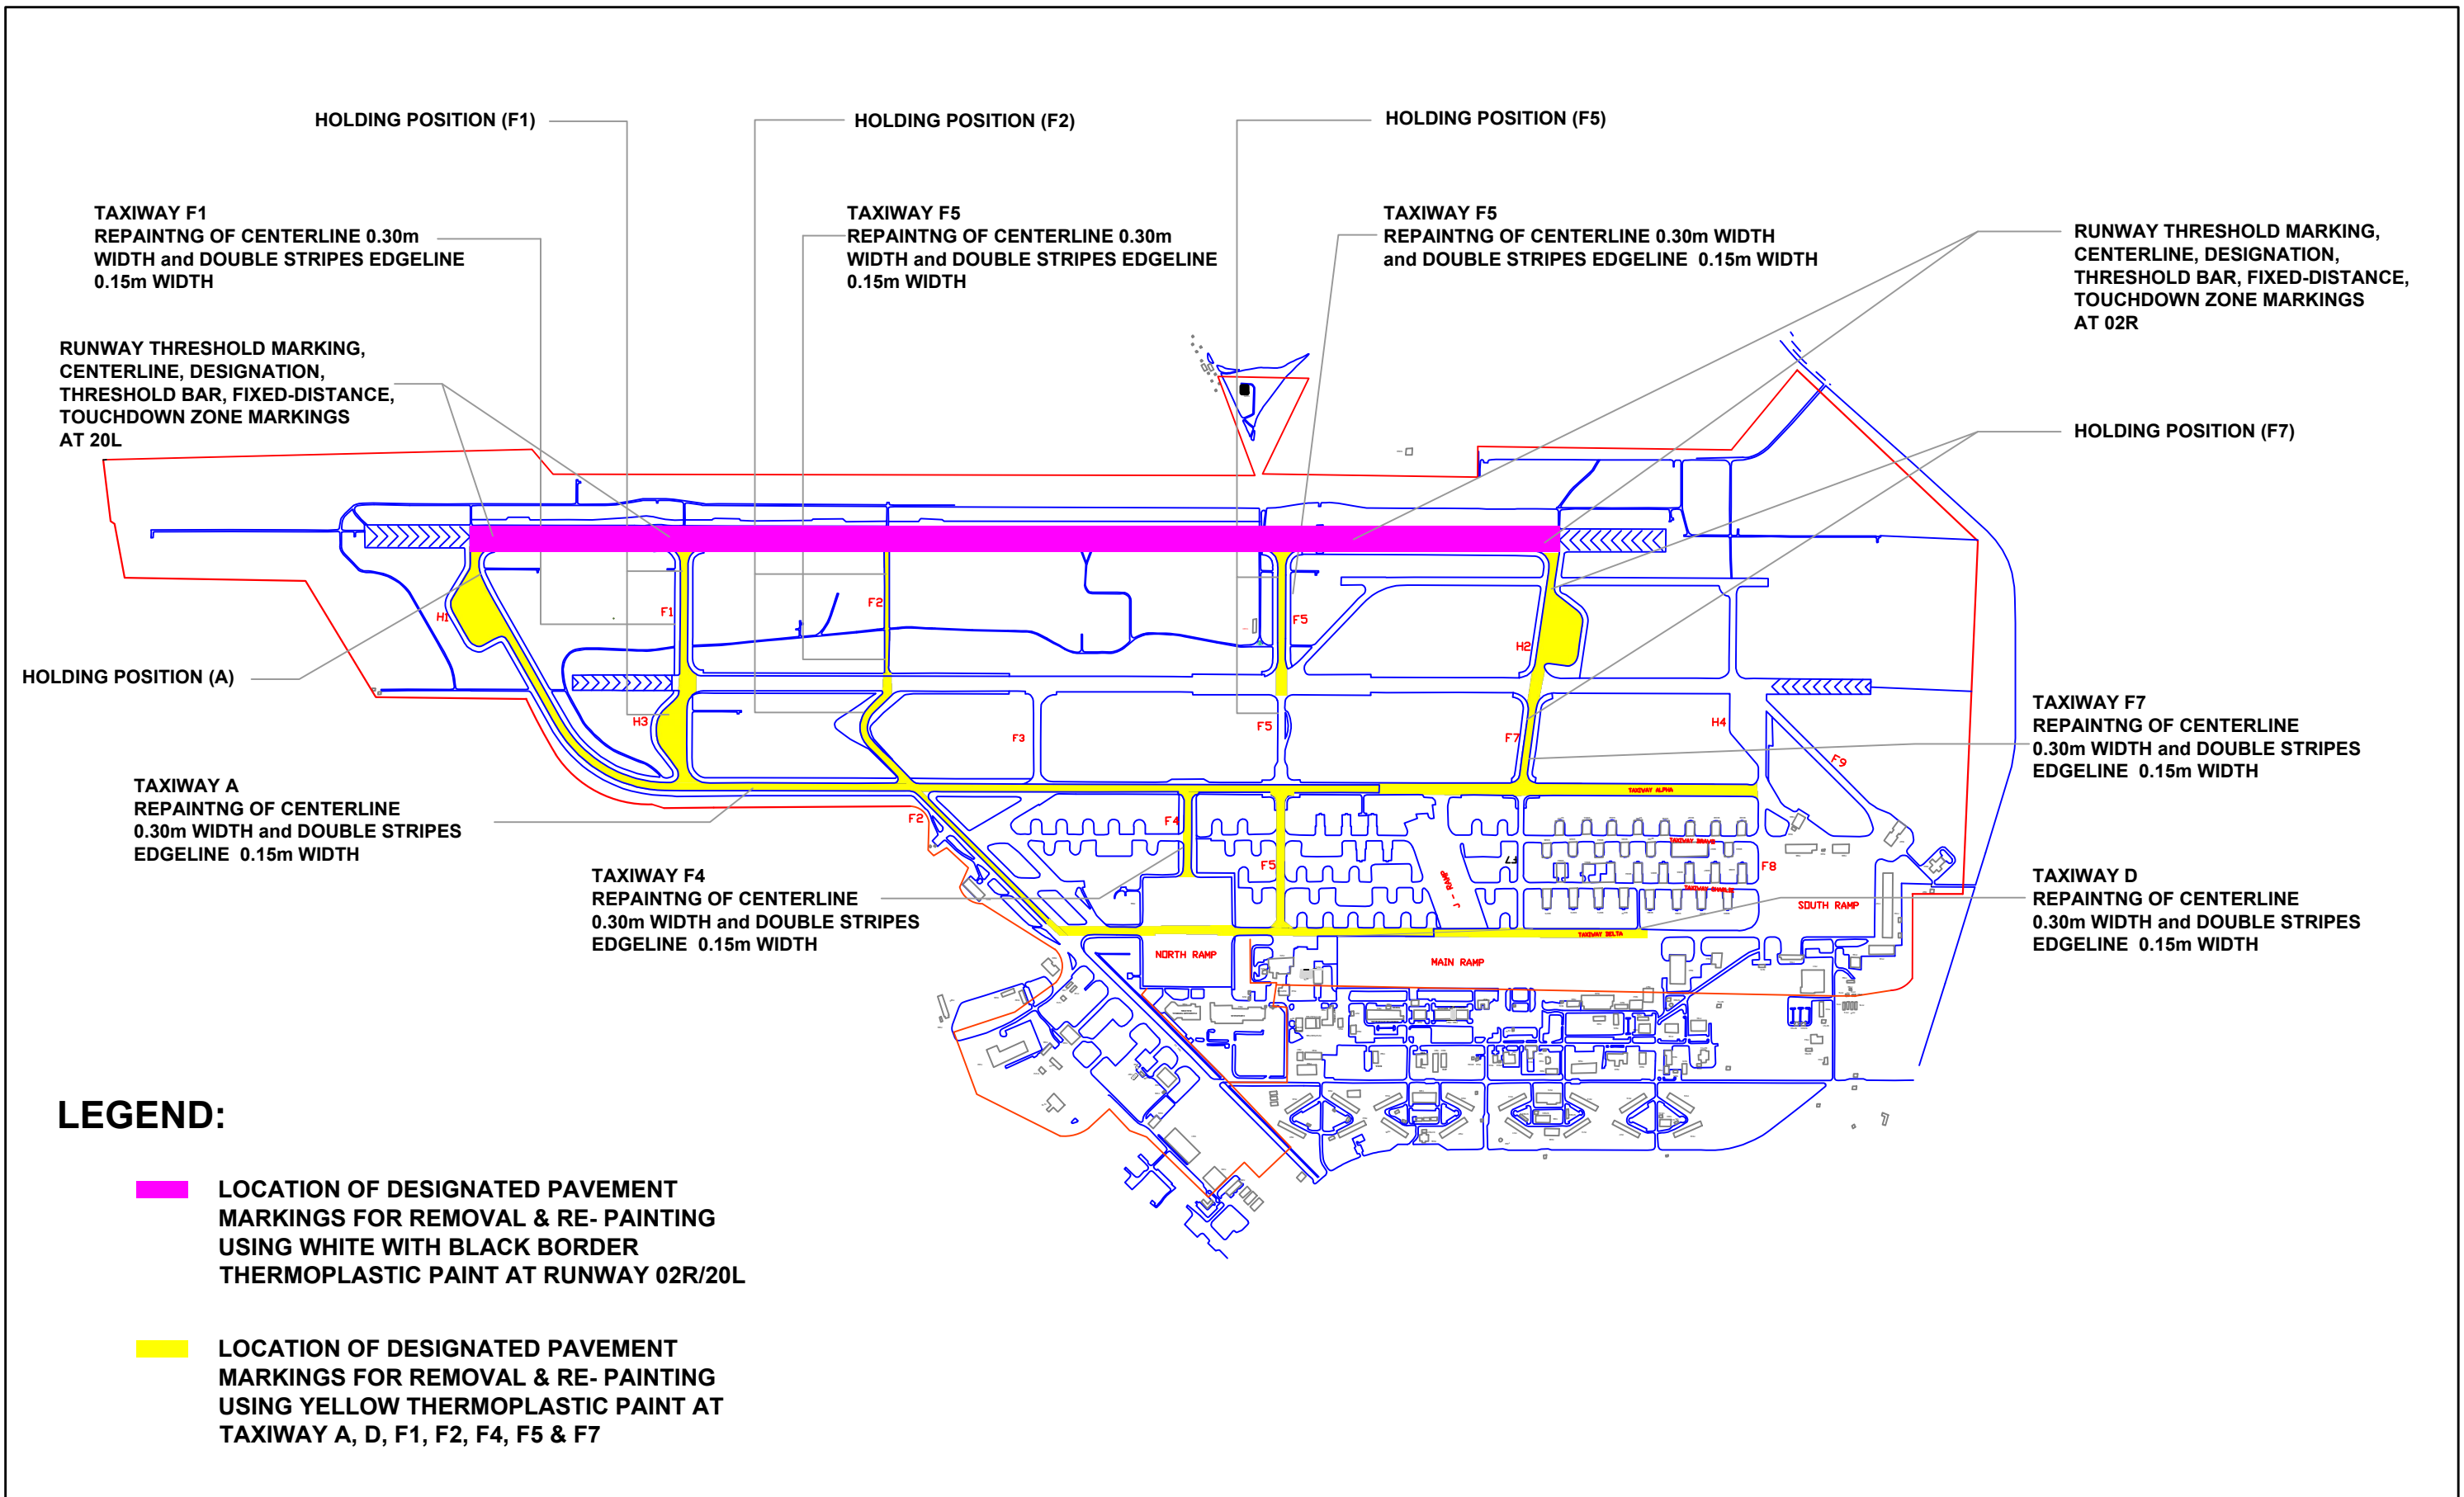 HOLDING POSITION (F1)
HOLDING POSITION (F2)
HOLDING POSITION (F5)
TAXIWAY F1
REPAINTNG OF CENTERLINE 0.30m
WIDTH and DOUBLE STRIPES EDGELINE
0.15m WIDTH
TAXIWAY F5
REPAINTNG OF CENTERLINE 0.30m
WIDTH and DOUBLE STRIPES EDGELINE
0.15m WIDTH
TAXIWAY F5
REPAINTNG OF CENTERLINE 0.30m WIDTH
and DOUBLE STRIPES EDGELINE 0.15m WIDTH
RUNWAY THRESHOLD MARKING,
CENTERLINE, DESIGNATION,
THRESHOLD BAR, FIXED-DISTANCE,
TOUCHDOWN ZONE MARKINGS
AT 02R
RUNWAY THRESHOLD MARKING,
CENTERLINE, DESIGNATION,
THRESHOLD BAR, FIXED-DISTANCE,
TOUCHDOWN ZONE MARKINGS
AT 20L
HOLDING POSITION (F7)
H1
F1
F2
F5
H2
HOLDING POSITION (A)
H3
F3
F5
F7
H4
F9
TAXIWAY F7
REPAINTNG OF CENTERLINE
0.30m WIDTH and DOUBLE STRIPES
EDGELINE 0.15m WIDTH
TAXIWAY A
REPAINTNG OF CENTERLINE
0.30m WIDTH and DOUBLE STRIPES
EDGELINE 0.15m WIDTH
TAXIWAY ALPHA
F2
F4
TAXIWAY BRAVO
F5
J - RAMP
F7
F8
TAXIWAY CHARLIE
SOUTH RAMP
TAXIWAY F4
REPAINTNG OF CENTERLINE
0.30m WIDTH and DOUBLE STRIPES
EDGELINE 0.15m WIDTH
TAXIWAY D
REPAINTNG OF CENTERLINE
0.30m WIDTH and DOUBLE STRIPES
EDGELINE 0.15m WIDTH
TAXIWAY DELTA
NORTH RAMP
MAIN RAMP
LEGEND:
LOCATION OF DESIGNATED PAVEMENT
MARKINGS FOR REMOVAL & RE- PAINTING
USING WHITE WITH BLACK BORDER
THERMOPLASTIC PAINT AT RUNWAY 02R/20L
LOCATION OF DESIGNATED PAVEMENT
MARKINGS FOR REMOVAL & RE- PAINTING
USING YELLOW THERMOPLASTIC PAINT AT
TAXIWAY A, D, F1, F2, F4, F5 & F7